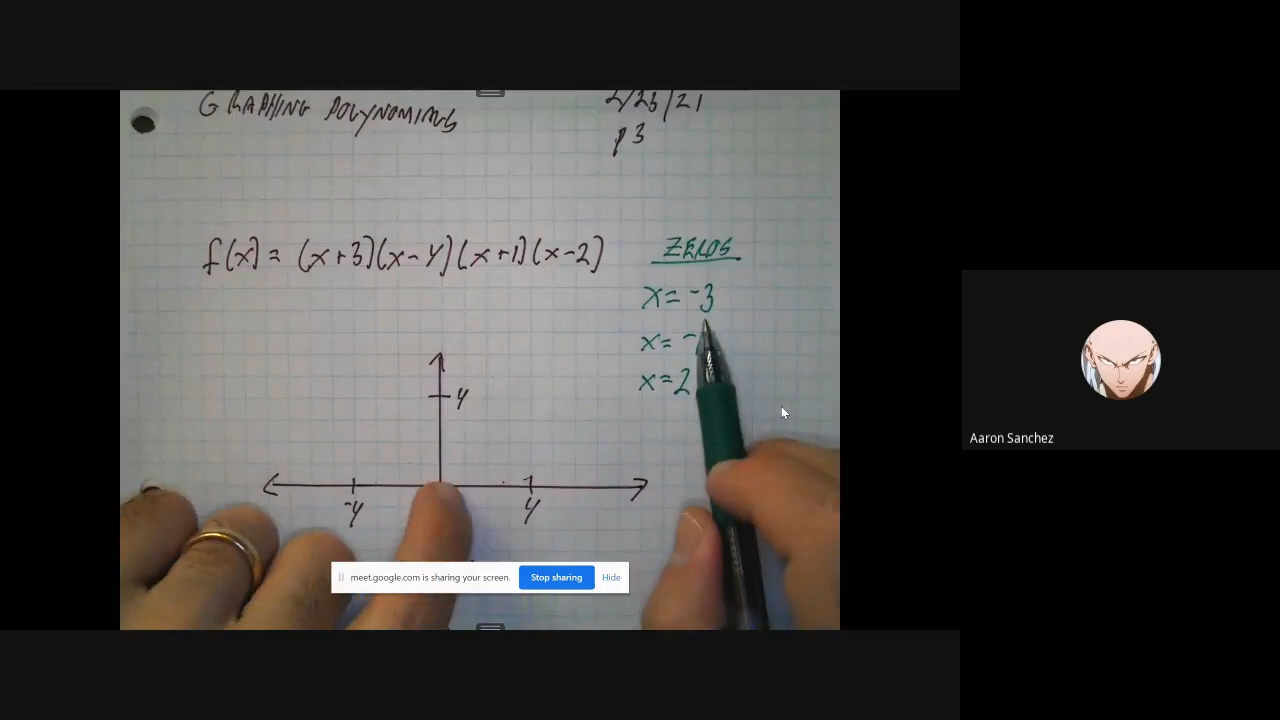 GRAPHING POLYNOMIALS
2/23/21
p3
f(x) = (x+3)(x-4)(x+1)(x-2)
ZEROS
x = -3
x = -
x = 2
4
-4
4
meet.google.com is sharing your screen.
Stop sharing
Hide
Aaron Sanchez